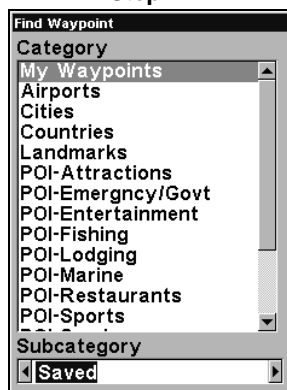 Find Waypoint
Category
My Waypoints
Airports
Cities
Countries
Landmarks
POI-Attractions
POI-Emergncy/Govt
POI-Entertainment
POI-Fishing
POI-Lodging
POI-Marine
POI-Restaurants
POI-Sports
Subcategory
Saved